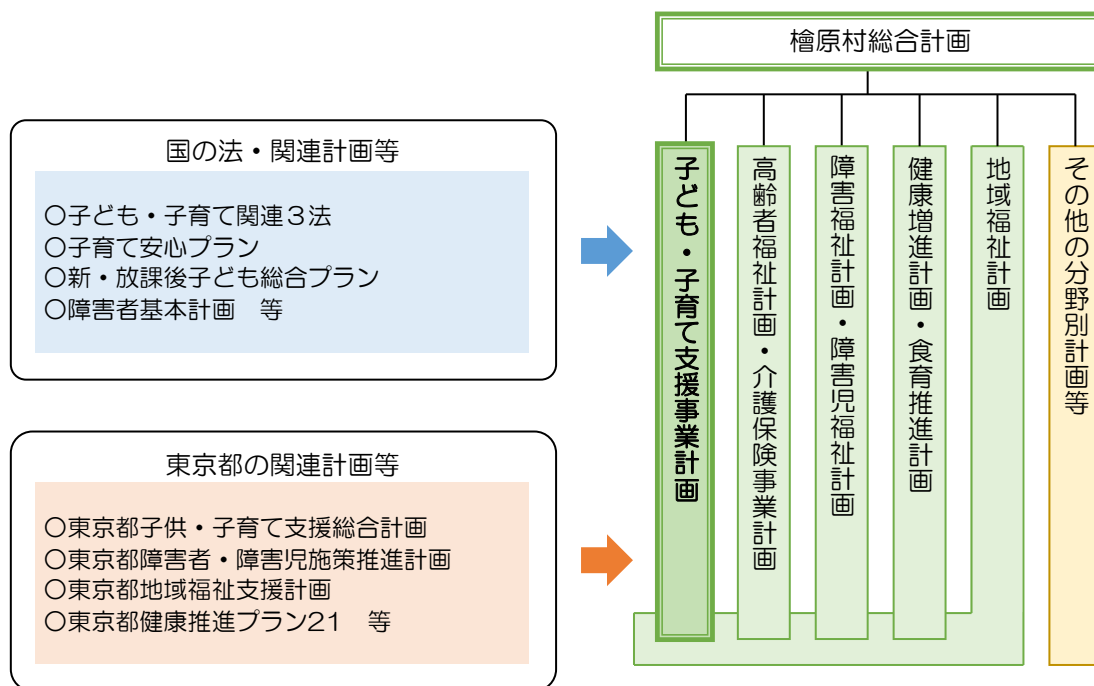 檜原村総合計画
国の法・関連計画等
〇子ども・子育て関連３法
〇子育て安心プラン
〇新・放課後子ども総合プラン
〇障害者基本計画　等
東京都の関連計画等
〇東京都子供・子育て支援総合計画
〇東京都障害者・障害児施策推進計画
〇東京都地域福祉支援計画
〇東京都健康推進プラン21　等
子ども・子育て支援事業計画
高齢者福祉計画・介護保険事業計画
障害福祉計画・障害児福祉計画
健康増進計画・食育推進計画
地域福祉計画
その他の分野別計画等